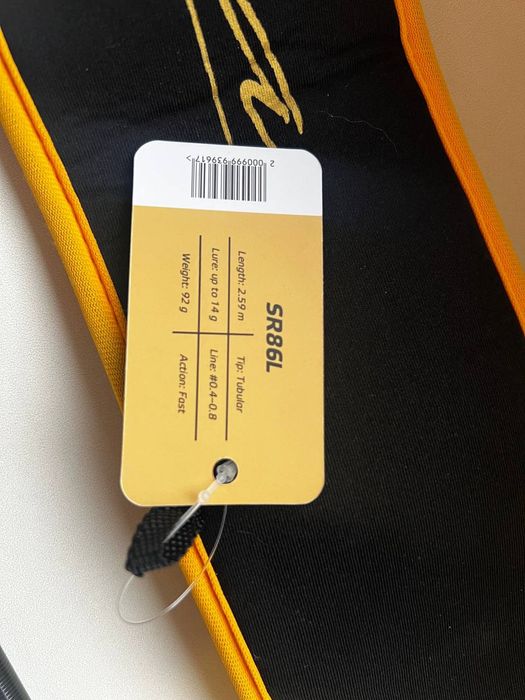 SR86L
Length: 2.59 m Tip: Tubular
Lure: up to 14 g Line: #0.4–0.8
Weight: 92 g Action: Fast
2 000999 939617>